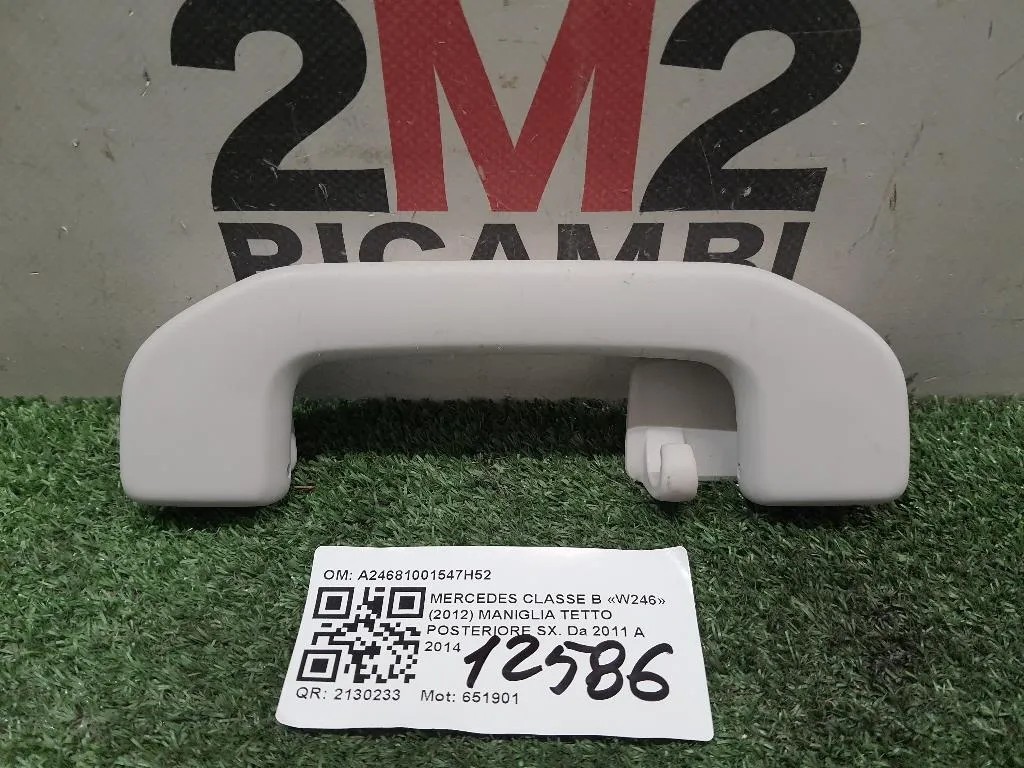 2M2
RICAMBI
OM: A24681001547H52
MERCEDES CLASSE B «W246»
(2012) MANIGLIA TETTO
POSTERIORE SX. Da 2011 A
2014
12586
QR: 2130233 Mot: 651901